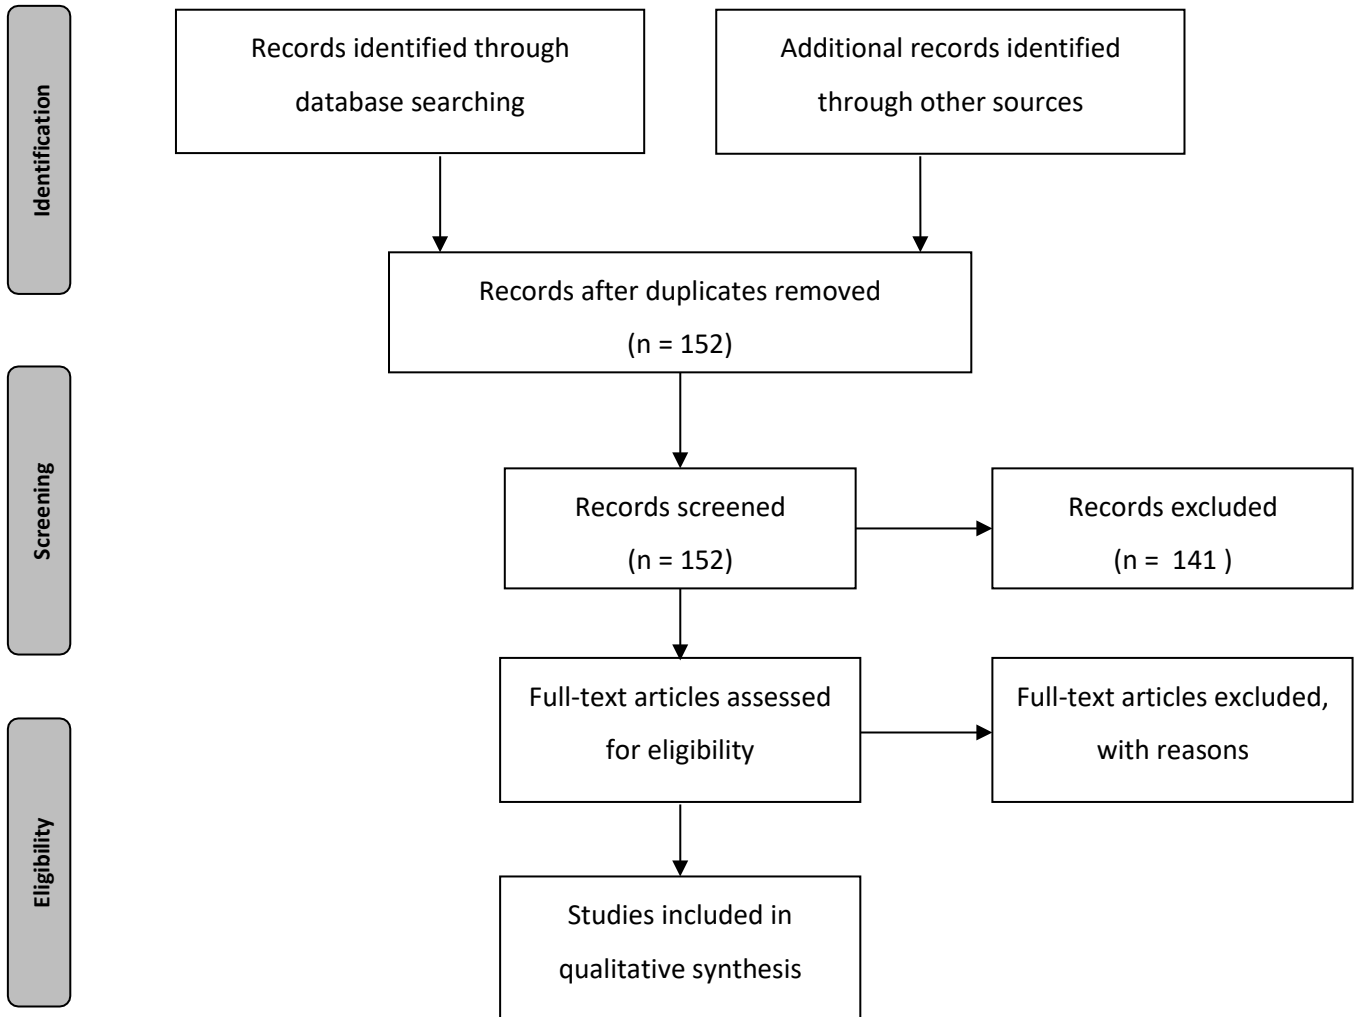 Identification
Records identified through
database searching
Additional records identified
through other sources
Records after duplicates removed
(n = 152)
Screening
Records screened
(n = 152)
Records excluded
(n =  141 )
Full-text articles assessed
for eligibility
Full-text articles excluded,
with reasons
Eligibility
Studies included in
qualitative synthesis